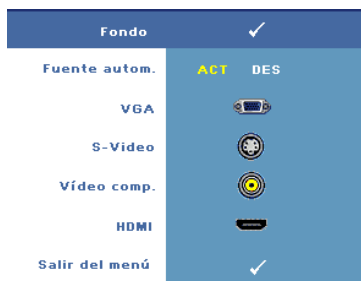 Fondo
Fuente autom. ACT DES
VGA
S-Video
Vídeo comp.
HDMI
Salir del menú